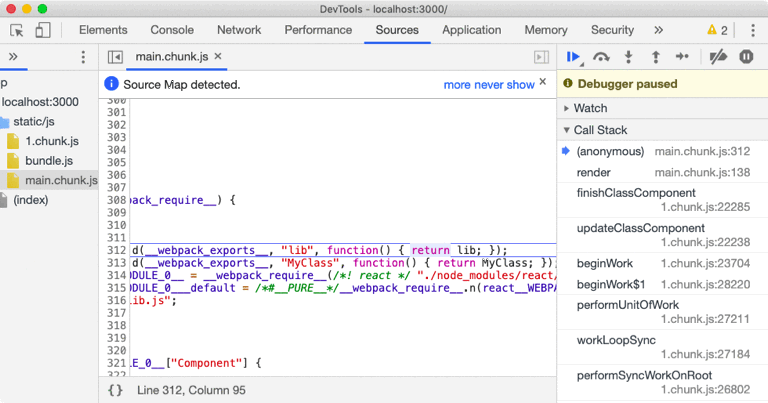 DevTools - localhost:3000/
Elements Console Network Performance Sources Application Memory Security » 2
» main.chunk.js ×
p
localhost:3000
static/js
1.chunk.js
bundle.js
main.chunk.js
(index)
Source Map detected. more never show ×
300
301
302
303
304
305
306
307
308 pack_require__) {
309
310
311
312 d(__webpack_exports__, "lib", function() { return lib; });
313 d(__webpack_exports__, "MyClass", function() { return MyClass; });
314 ODULE_0__ = __webpack_require__(/*! react */ "./node_modules/react/
315 ODULE_0___default = /*#__PURE__*/__webpack_require__.n(react__WEBP
316 lib.js";
317
318
319
320
321 LE_0__["Component"] {
322
{} Line 312, Column 95
Debugger paused
Watch
Call Stack
(anonymous) main.chunk.js:312
render main.chunk.js:138
finishClassComponent
1.chunk.js:22285
updateClassComponent
1.chunk.js:22238
beginWork 1.chunk.js:23704
beginWork$1 1.chunk.js:28220
performUnitOfWork
1.chunk.js:27211
workLoopSync
1.chunk.js:27184
performSyncWorkOnRoot
1.chunk.js:26802